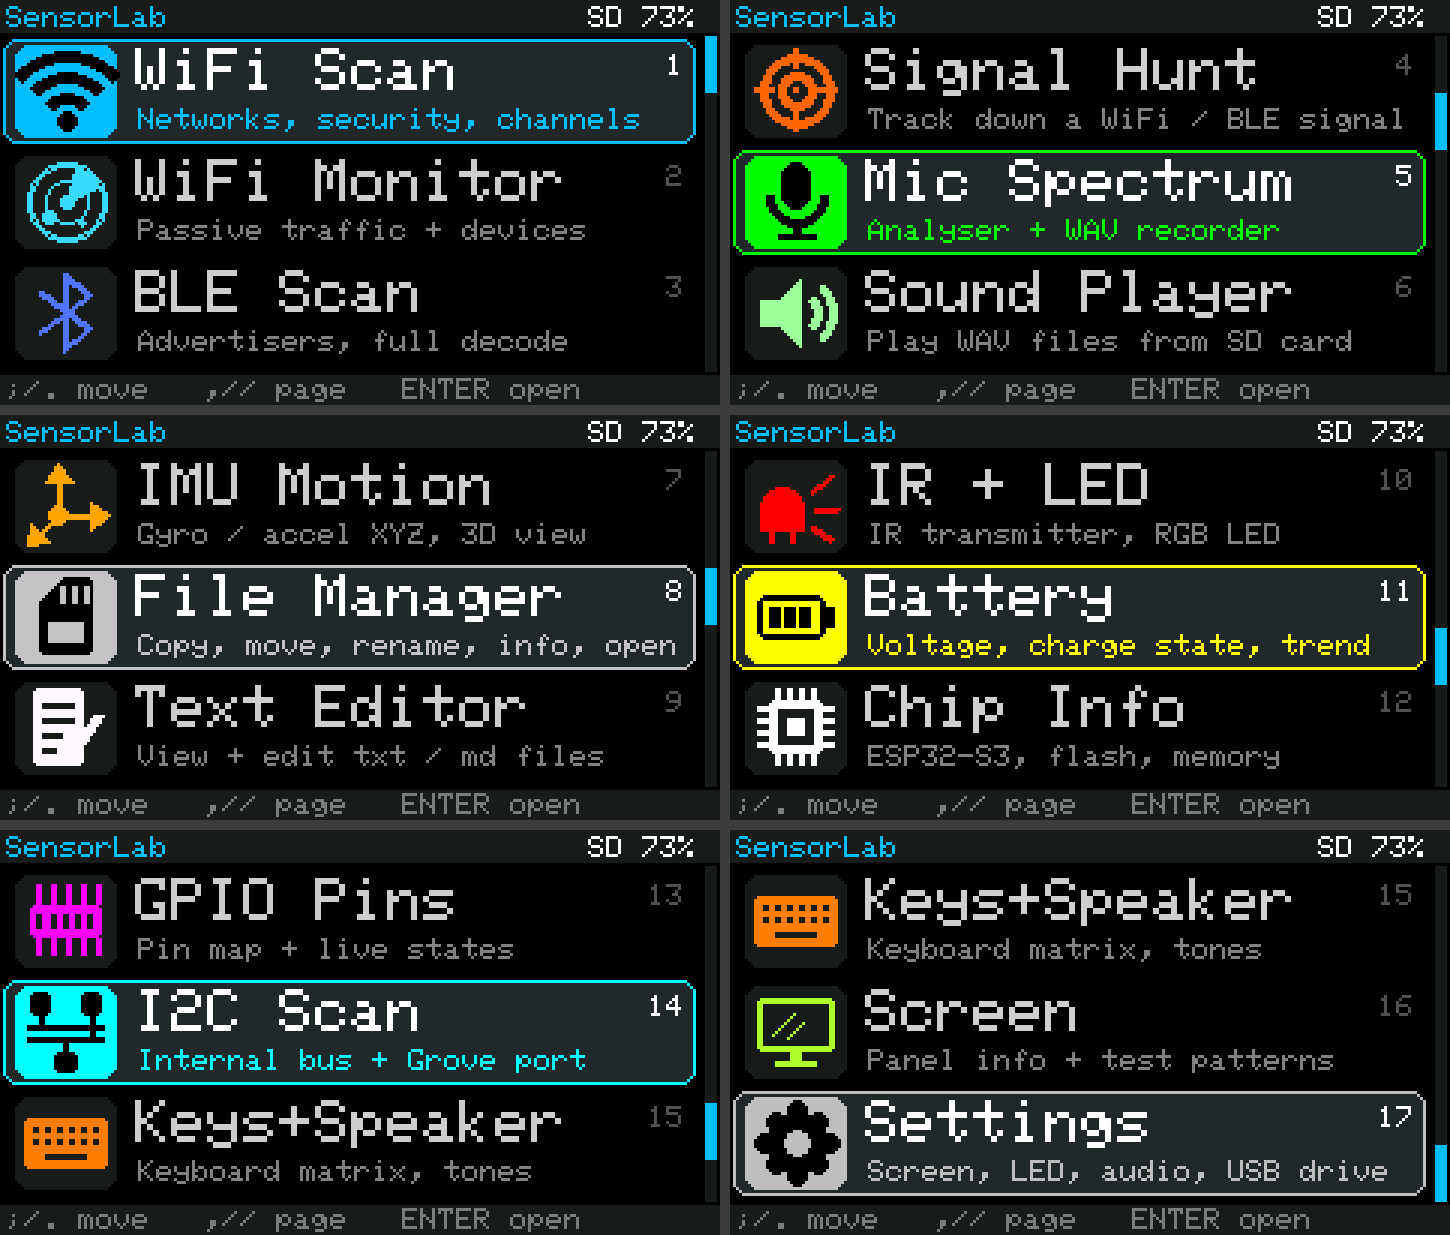 SensorLab SD 73%
WiFi Scan 1
Networks, security, channels
WiFi Monitor 2
Passive traffic + devices
BLE Scan 3
Advertisers, full decode
;/. move ,// page ENTER open
SensorLab SD 73%
Signal Hunt 4
Track down a WiFi / BLE signal
Mic Spectrum 5
Analyser + WAV recorder
Sound Player 6
Play WAV files from SD card
;/. move ,// page ENTER open
SensorLab SD 73%
IMU Motion 7
Gyro / accel XYZ, 3D view
File Manager 8
Copy, move, rename, info, open
Text Editor 9
View + edit txt / md files
;/. move ,// page ENTER open
SensorLab SD 73%
IR + LED 10
IR transmitter, RGB LED
Battery 11
Voltage, charge state, trend
Chip Info 12
ESP32-S3, flash, memory
;/. move ,// page ENTER open
SensorLab SD 73%
GPIO Pins 13
Pin map + live states
I2C Scan 14
Internal bus + Grove port
Keys+Speaker 15
Keyboard matrix, tones
;/. move ,// page ENTER open
SensorLab SD 73%
Keys+Speaker 15
Keyboard matrix, tones
Screen 16
Panel info + test patterns
Settings 17
Screen, LED, audio, USB drive
;/. move ,// page ENTER open